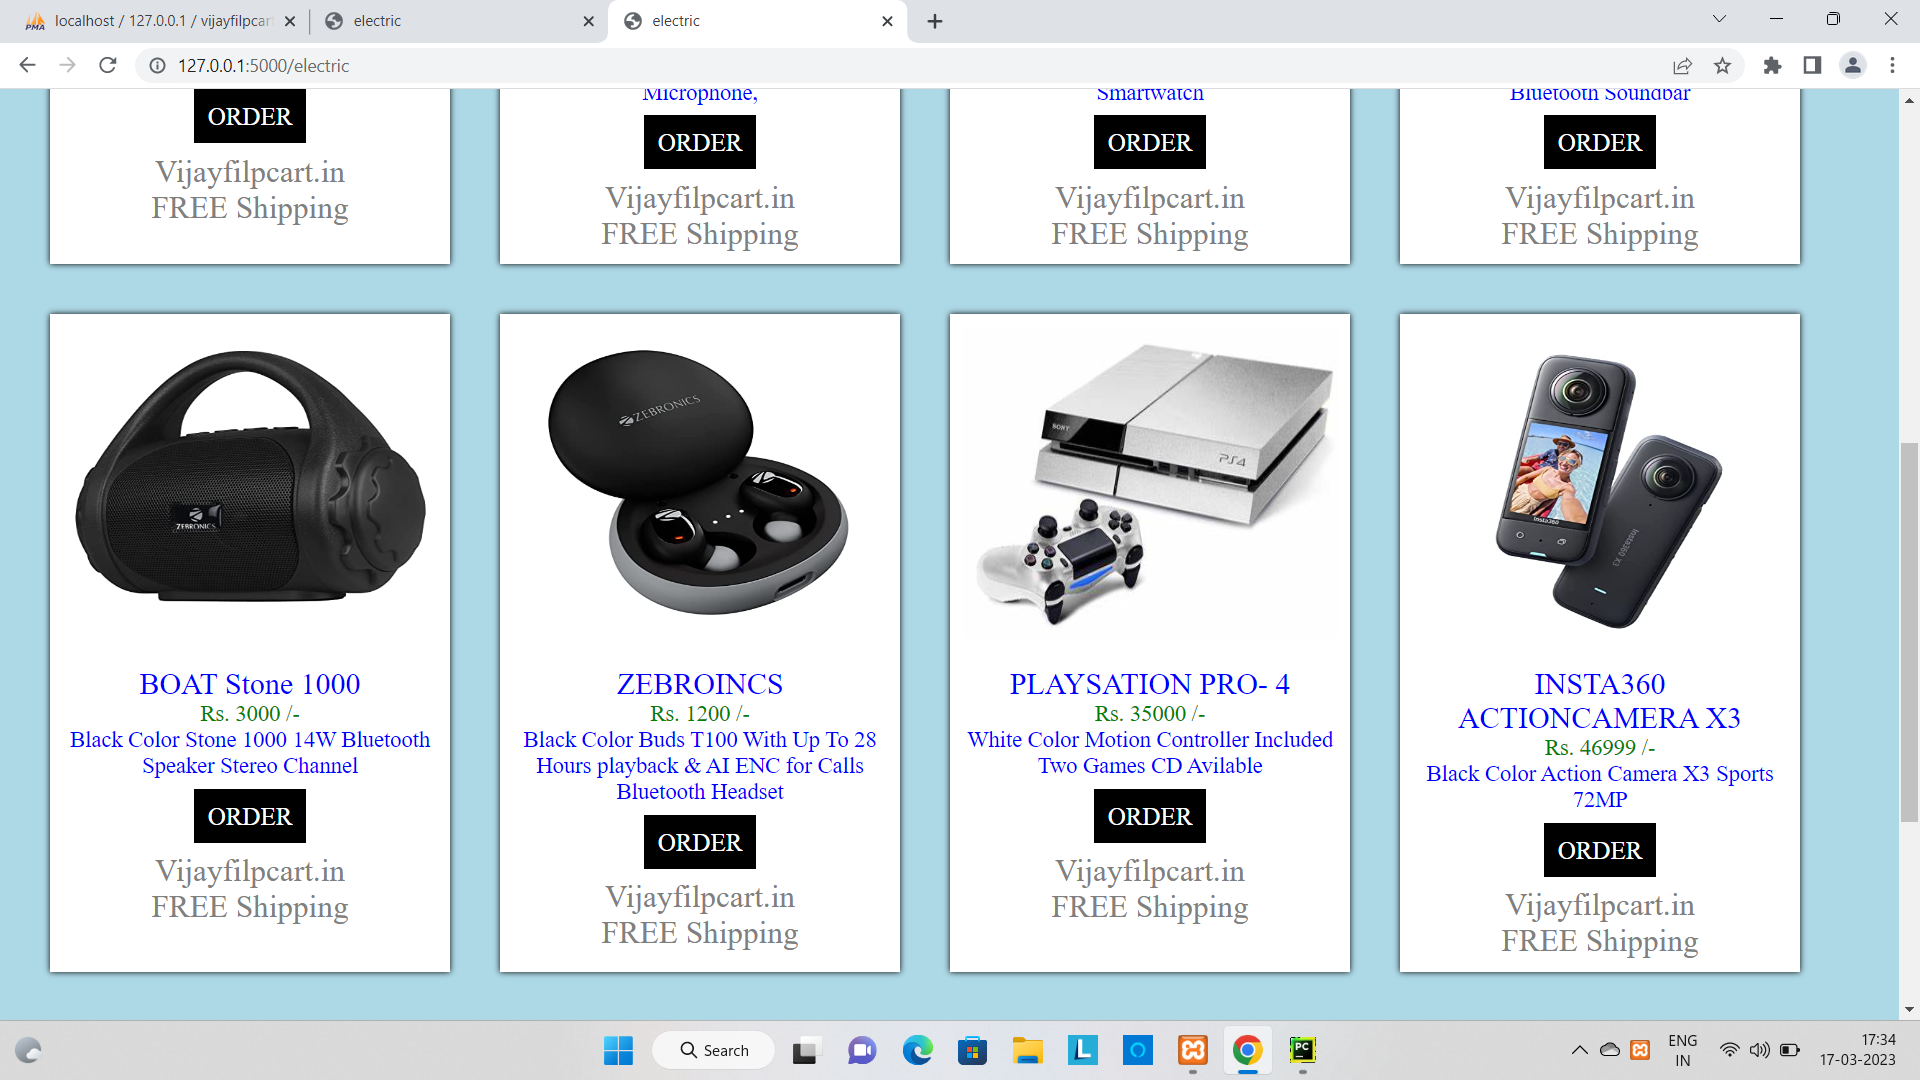 localhost / 127.0.0.1 / vijayfilpcart
electric
electric
127.0.0.1:5000/electric
ORDER
Vijayfilpcart.in
FREE Shipping
Microphone,
ORDER
Vijayfilpcart.in
FREE Shipping
Smartwatch
ORDER
Vijayfilpcart.in
FREE Shipping
Bluetooth Soundbar
ORDER
Vijayfilpcart.in
FREE Shipping
ZEBRONICS
BOAT Stone 1000
Rs. 3000 /-
Black Color Stone 1000 14W Bluetooth
Speaker Stereo Channel
ORDER
Vijayfilpcart.in
FREE Shipping
ZEBRONICS
ZEBROINCS
Rs. 1200 /-
Black Color Buds T100 With Up To 28
Hours playback & AI ENC for Calls
Bluetooth Headset
ORDER
Vijayfilpcart.in
FREE Shipping
SONY
PS4
PLAYSATION PRO- 4
Rs. 35000 /-
White Color Motion Controller Included
Two Games CD Avilable
ORDER
Vijayfilpcart.in
FREE Shipping
Insta360
Insta360 X3
INSTA360
ACTIONCAMERA X3
Rs. 46999 /-
Black Color Action Camera X3 Sports
72MP
ORDER
Vijayfilpcart.in
FREE Shipping
Search
L
PC
ENG
IN
17:34
17-03-2023